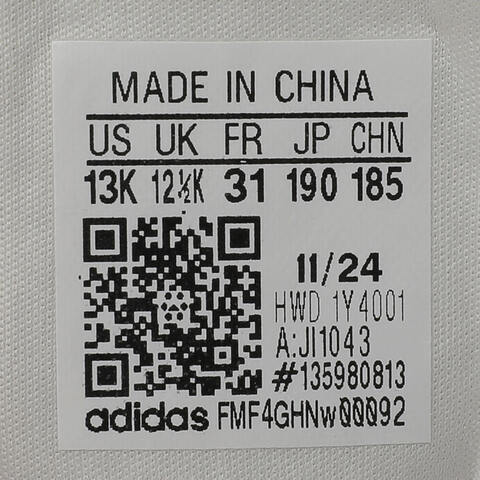 MADE IN CHINA
US UK FR JP CHN
13K 12½K 31 190 185
11/24
HWD 1Y4001
A:JI1043
#135980813
adidas FMF4GHNw00092